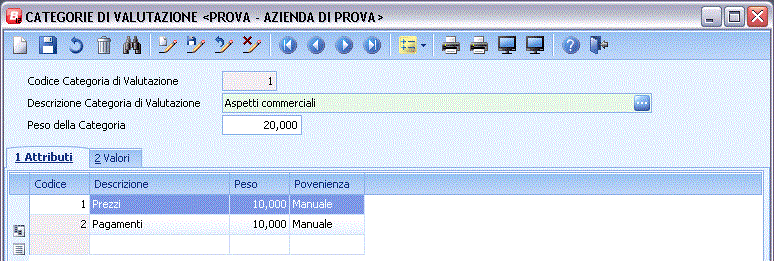 CATEGORIE DI VALUTAZIONE <PROVA - AZIENDA DI PROVA>
Codice Categoria di Valutazione 1
Descrizione Categoria di Valutazione Aspetti commerciali ...
Peso della Categoria 20,000
1 Attributi 2 Valori
Codice Descrizione Peso Povenienza
1 Prezzi 10,000 Manuale
2 Pagamenti 10,000 Manuale